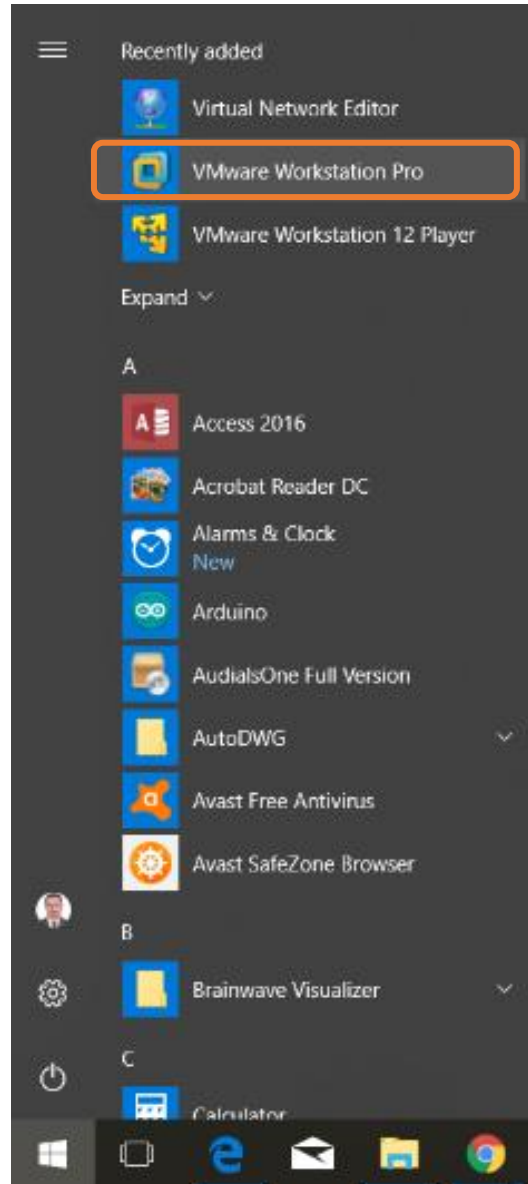 Recently added
Virtual Network Editor
VMware Workstation Pro
VMware Workstation 12 Player
Expand
A
Access 2016
Acrobat Reader DC
Alarms & Clock
New
Arduino
AudialsOne Full Version
AutoDWG
Avast Free Antivirus
Avast SafeZone Browser
B
Brainwave Visualizer
C
Calculator